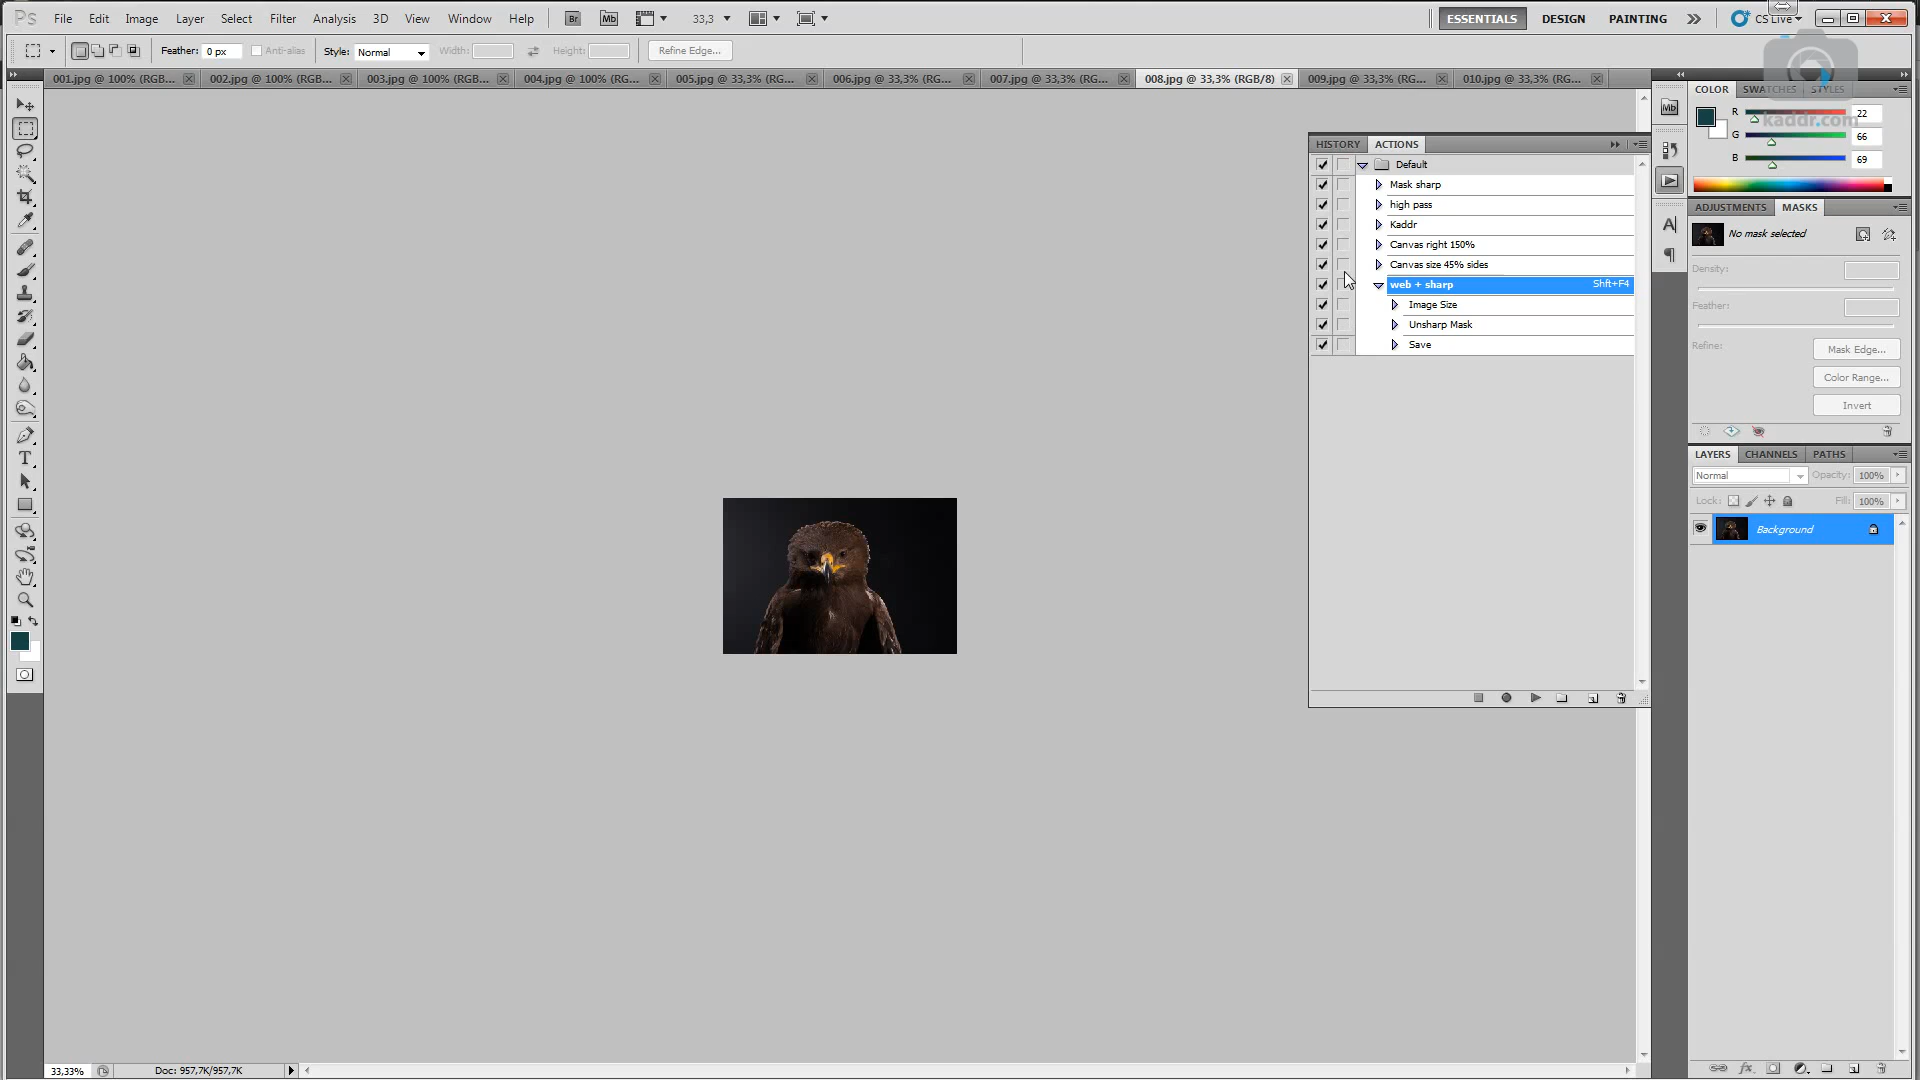 Ps File Edit Image Layer Select Filter Analysis 3D View Window Help Br Mb 33,3 ESSENTIALS DESIGN PAINTING CS Live
Feather: 0 px Anti-alias Style: Normal Width: Height: Refine Edge...
001.jpg @ 100% (RGB... 002.jpg @ 100% (RGB... 003.jpg @ 100% (RGB... 004.jpg @ 100% (RG... 005.jpg @ 33,3% (RG... 006.jpg @ 33,3% (RG... 007.jpg @ 33,3% (RG... 008.jpg @ 33,3% (RGB/8) 009.jpg @ 33,3% (RG... 010.jpg @ 33,3% (RG...
HISTORY ACTIONS
Default
Mask sharp
high pass
Kaddr
Canvas right 150%
Canvas size 45% sides
web + sharp Shft+F4
Image Size
Unsharp Mask
Save
Mb
COLOR SWATCHES STYLES
R 22
kaddr.com
G 66
B 69
ADJUSTMENTS MASKS
No mask selected
Density:
Feather:
Refine: Mask Edge...
Color Range...
Invert
LAYERS CHANNELS PATHS
Normal Opacity: 100%
Lock: Fill: 100%
Background
33,33% Doc: 957,7K/957,7K